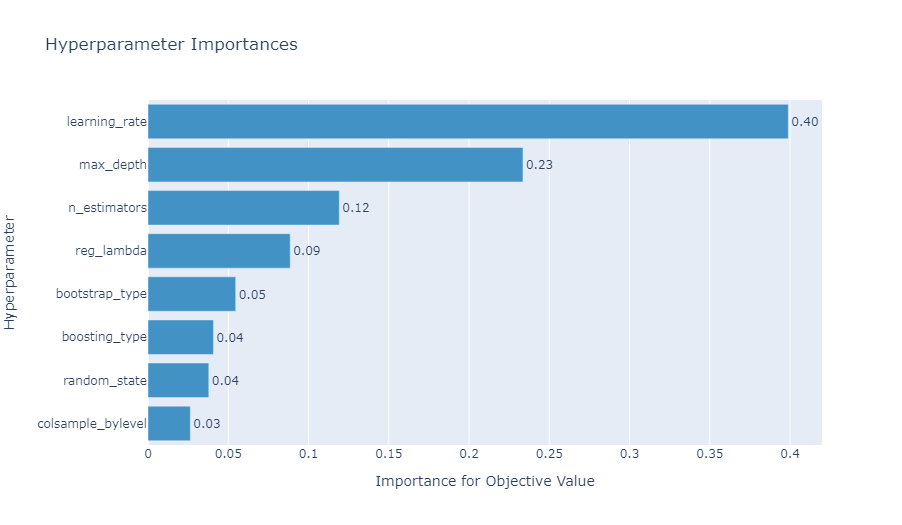 Hyperparameter Importances
Hyperparameter
learning_rate 0.40
max_depth 0.23
n_estimators 0.12
reg_lambda 0.09
bootstrap_type 0.05
boosting_type 0.04
random_state 0.04
colsample_bylevel 0.03
0 0.05 0.1 0.15 0.2 0.25 0.3 0.35 0.4
Importance for Objective Value